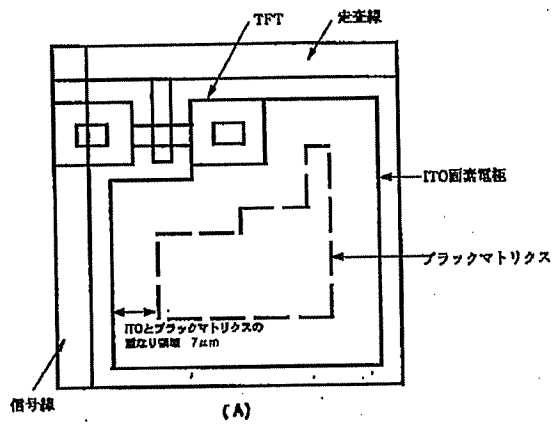 TFT
走査線
ITO画素電極
ブラックマトリクス
ITOとブラックマトリクスの
重なり領域 7μm
信号線
(A)